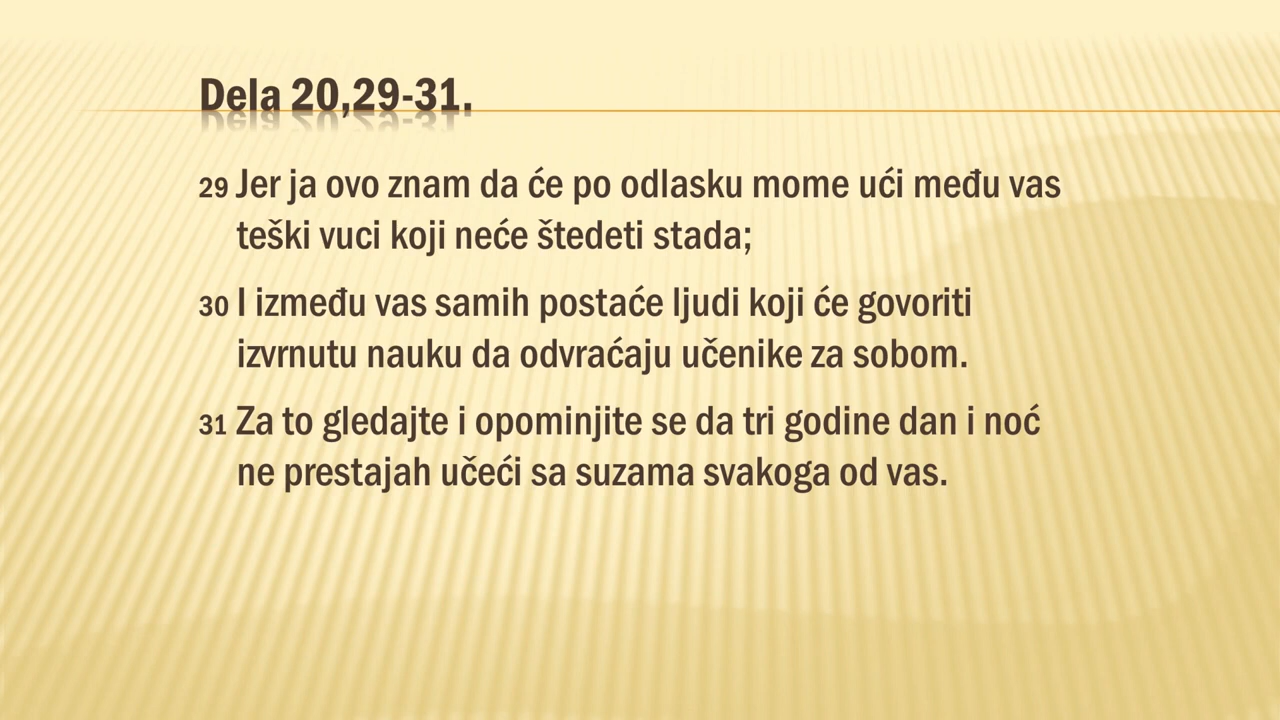 Dela 20,29-31.
29 Jer ja ovo znam da će po odlasku mome ući među vas
teški vuci koji neće štedeti stada;
30 I između vas samih postaće ljudi koji će govoriti
izvrnutu nauku da odvraćaju učenike za sobom.
31 Za to gledajte i opominjite se da tri godine dan i noć
ne prestajah učeći sa suzama svakoga od vas.